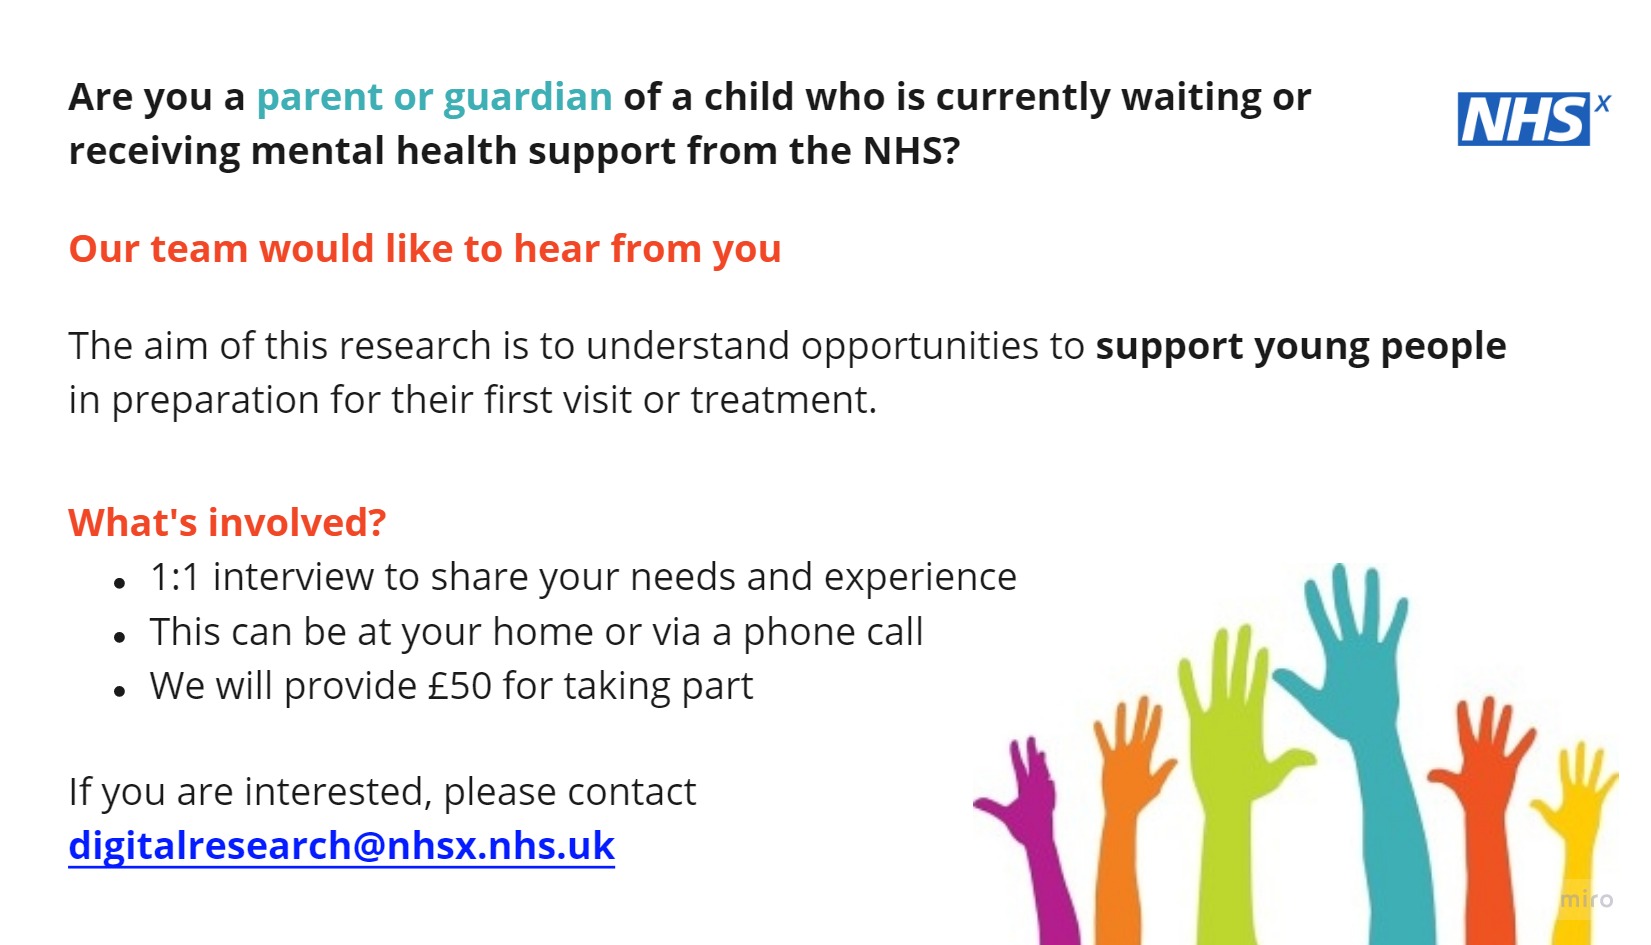 Are you a parent or guardian of a child who is currently waiting or
receiving mental health support from the NHS?
NHS X
Our team would like to hear from you
The aim of this research is to understand opportunities to support young people
in preparation for their first visit or treatment.
What's involved?
• 1:1 interview to share your needs and experience
• This can be at your home or via a phone call
• We will provide £50 for taking part
If you are interested, please contact
digitalresearch@nhsx.nhs.uk
miro